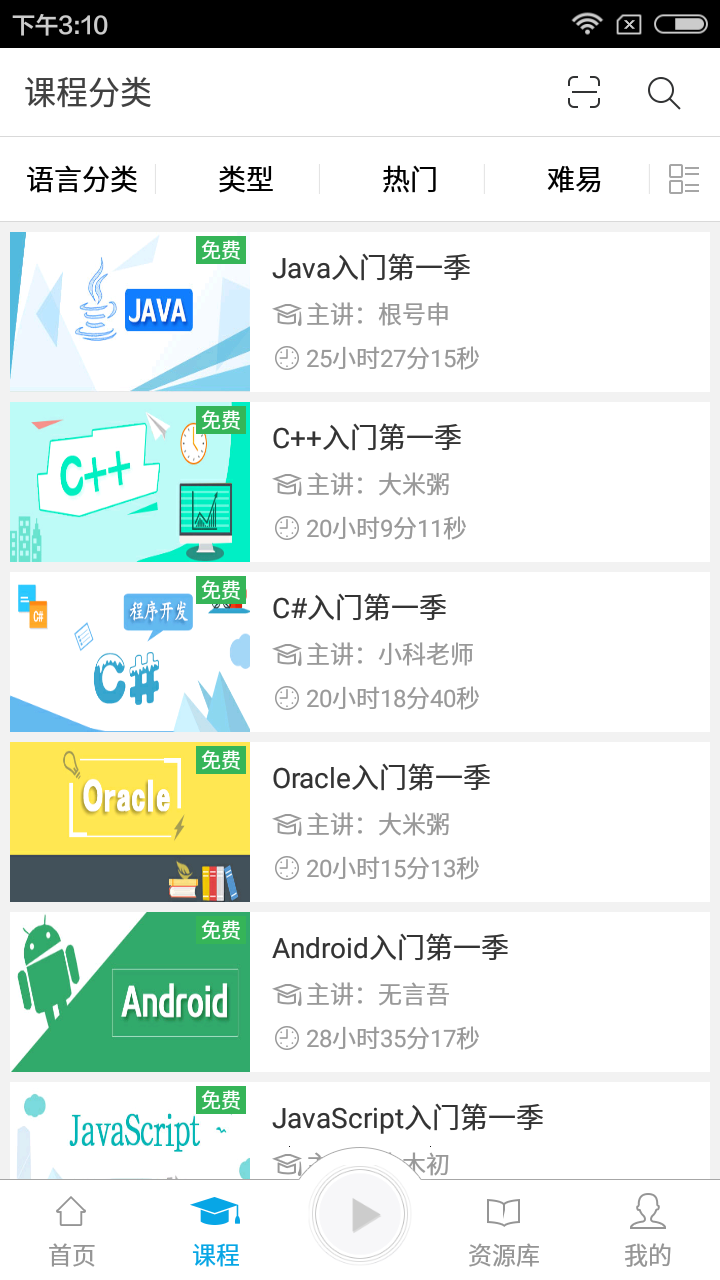 下午3:10
课程分类
语言分类 类型 热门 难易
免费
JAVA
Java入门第一季
主讲：根号申
25小时27分15秒
免费
C++
C++入门第一季
主讲：大米粥
20小时9分11秒
免费
C#
程序开发
C#
C#入门第一季
主讲：小科老师
20小时18分40秒
免费
Oracle
Oracle入门第一季
主讲：大米粥
20小时15分13秒
免费
Android
Android入门第一季
主讲：无言吾
28小时35分17秒
免费
JavaScript
JavaScript入门第一季
木初
首页 课程 资源库 我的